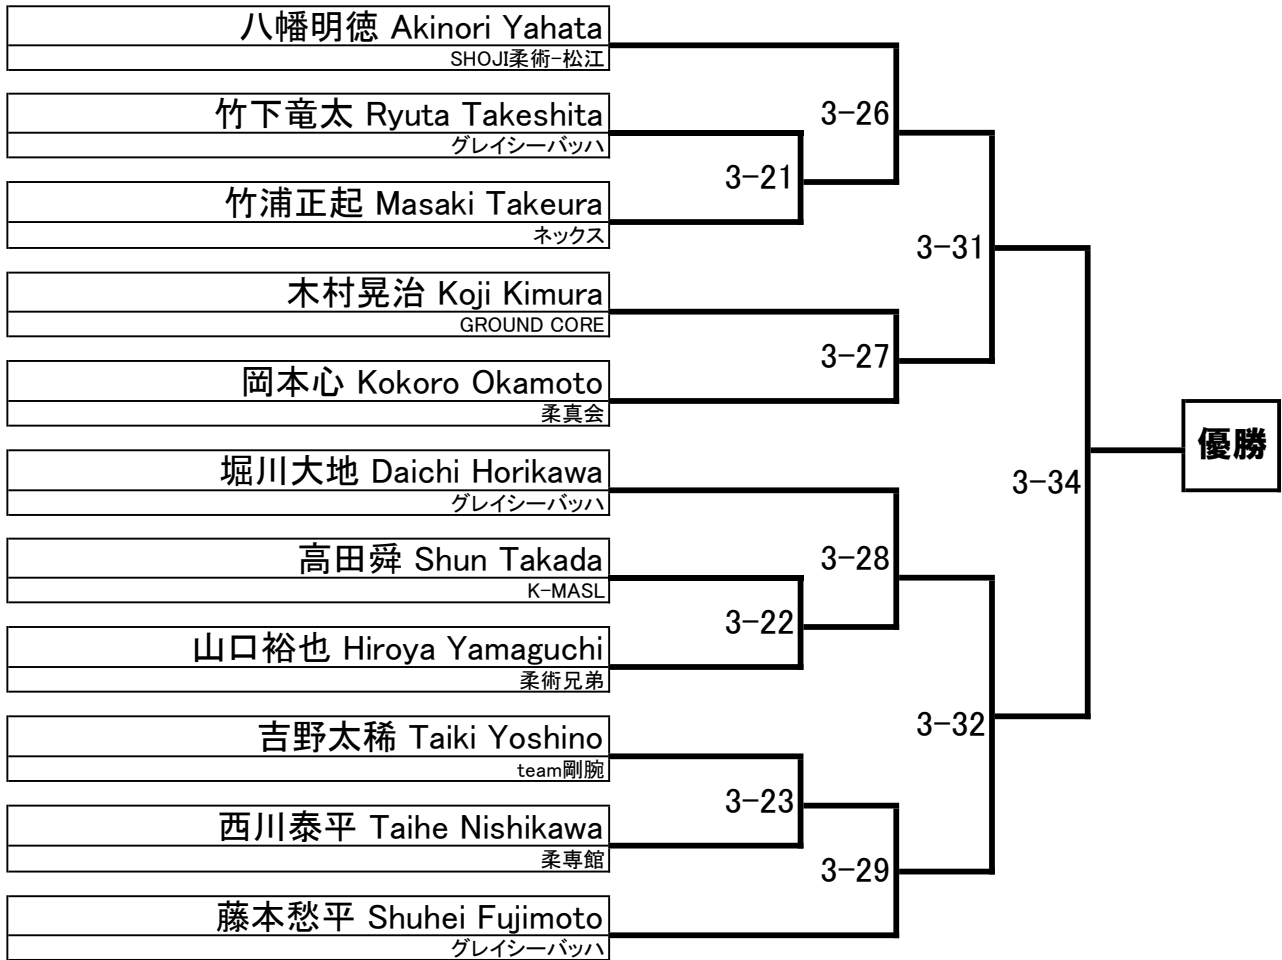 八幡明徳 Akinori Yahata
SHOJI柔術-松江
竹下竜太 Ryuta Takeshita
グレイシーバッハ
3-26
3-21
竹浦正起 Masaki Takeura
ネックス
3-31
木村晃治 Koji Kimura
GROUND CORE
3-27
岡本心 Kokoro Okamoto
柔真会
優勝
堀川大地 Daichi Horikawa
グレイシーバッハ
3-34
高田舜 Shun Takada
K-MASL
3-28
3-22
山口裕也 Hiroya Yamaguchi
柔術兄弟
吉野太稀 Taiki Yoshino
team剛腕
3-32
3-23
西川泰平 Taihe Nishikawa
柔専館
3-29
藤本愁平 Shuhei Fujimoto
グレイシーバッハ